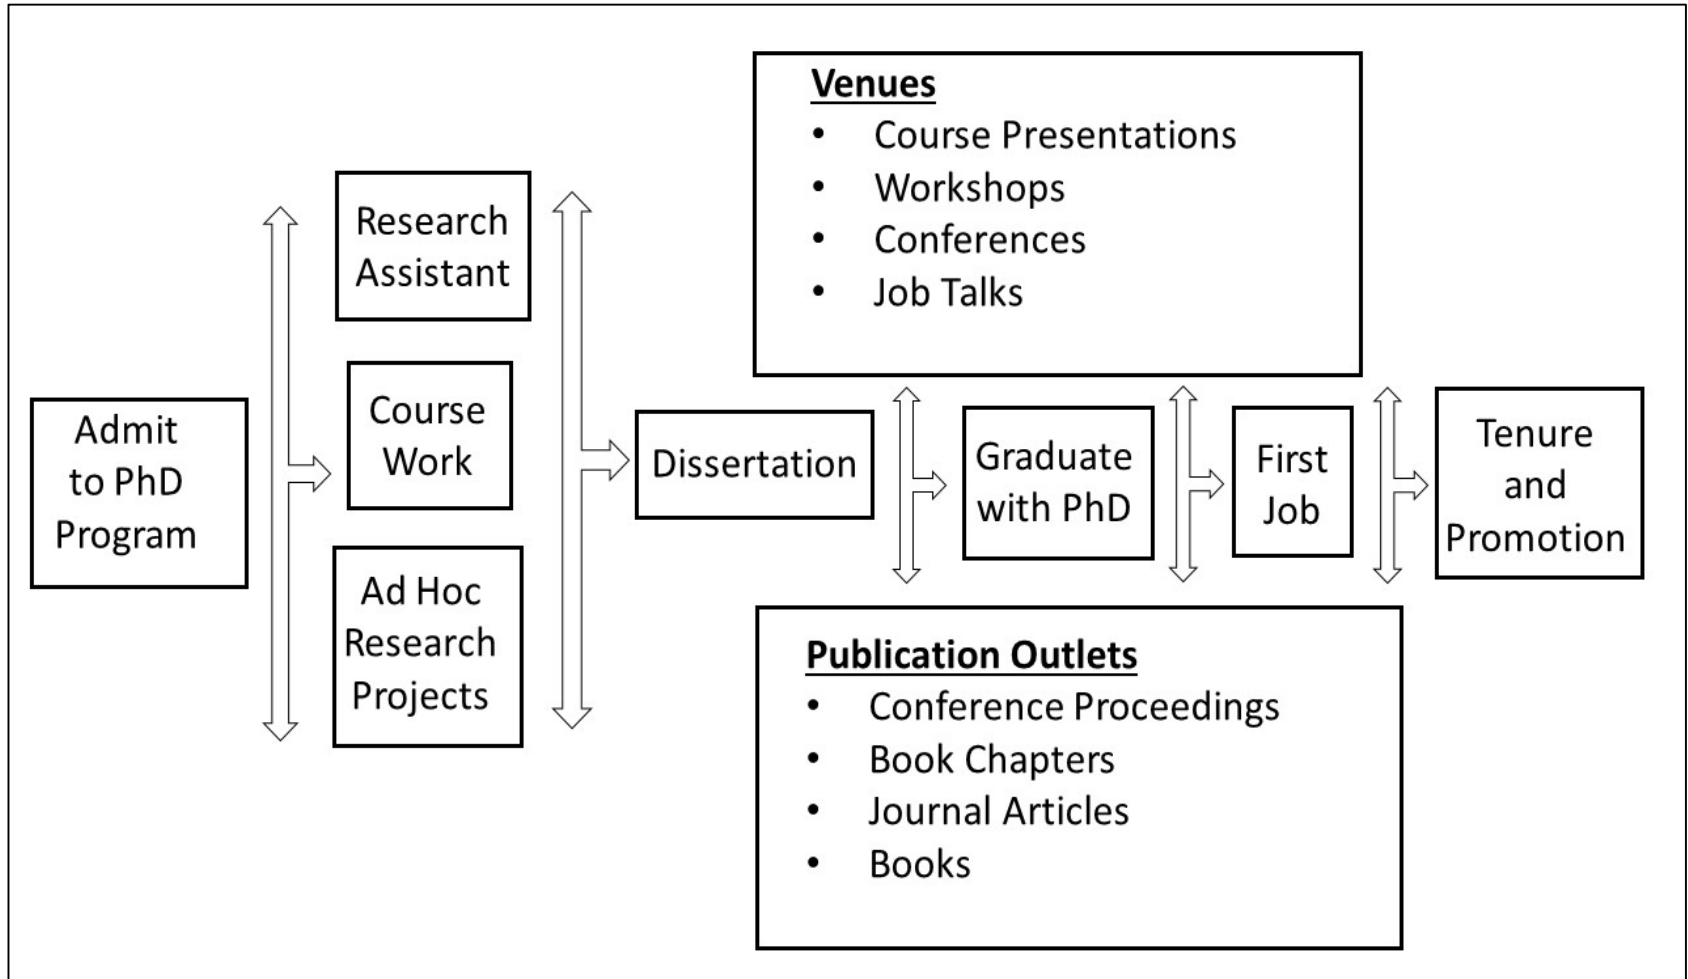 Admit
to PhD
Program
Research
Assistant
Course
Work
Ad Hoc
Research
Projects
Dissertation
Venues
• Course Presentations
• Workshops
• Conferences
• Job Talks
Graduate
with PhD
First
Job
Tenure
and
Promotion
Publication Outlets
• Conference Proceedings
• Book Chapters
• Journal Articles
• Books